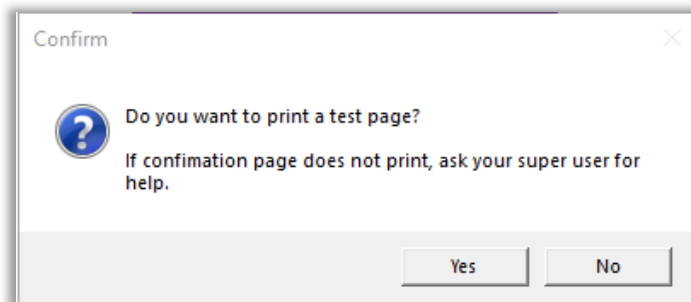 Confirm
Do you want to print a test page?
If confimation page does not print, ask your super user for
help.
Yes
No